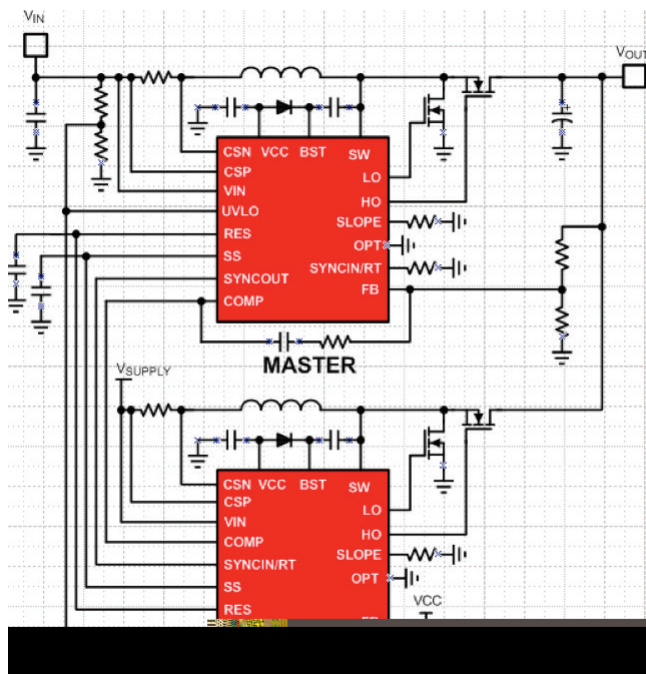 VIN
VOUT
CSN VCC BST SW
CSP
LO
VIN
HO
UVLO
SLOPE
RES
OPT
SS
SYNCIN/RT
SYNCOUT
FB
COMP
MASTER
VSUPPLY
CSN VCC BST SW
CSP
LO
VIN
HO
COMP
SLOPE
SYNCIN/RT
OPT
SS
VCC
RES